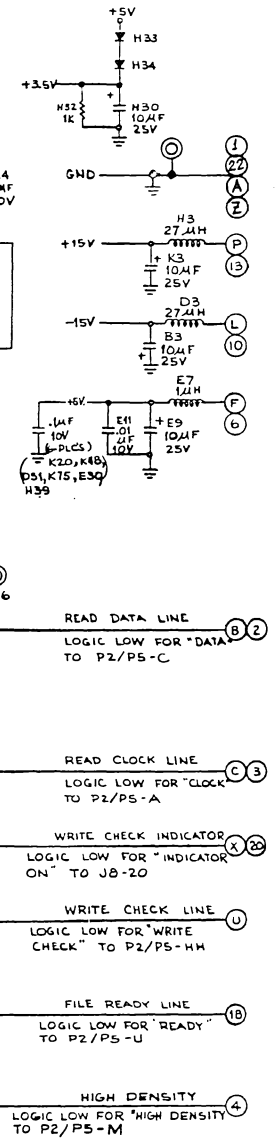 +5V
H33
H34
+3.5V
+
H32
1K
H30
10µF
25V
GND
1
22
A
Z
+15V
H3
27µH
P
13
+ K3
10µF
25V
-15V
D3
27µH
L
10
B3
10µF
+ 25V
+5V
E7
1µH
F
6
.1µF
10V
(6-PLC'S)
K20, K48,
D51, K75, E30,
H39
E11
.01
µF
10V
+ E9
10µF
25V
6
READ DATA LINE
B 2
LOGIC LOW FOR "DATA"
TO P2/P5-C
READ CLOCK LINE
C 3
LOGIC LOW FOR "CLOCK"
TO P2/P5-A
WRITE CHECK INDICATOR
X 20
LOGIC LOW FOR "INDICATOR
ON" TO J8-20
WRITE CHECK LINE
U
LOGIC LOW FOR "WRITE
CHECK" TO P2/P5-HH
FILE READY LINE
18
LOGIC LOW FOR "READY"
TO P2/P5-U
HIGH DENSITY
4
LOGIC LOW FOR "HIGH DENSITY"
TO P2/P5-M